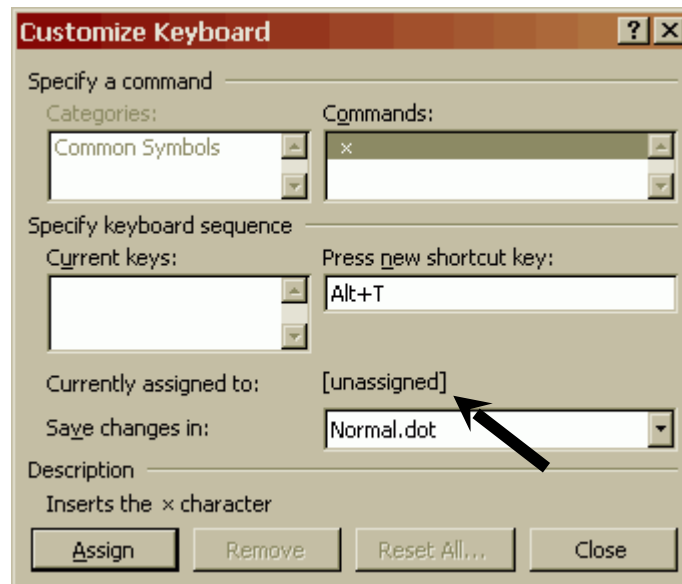 Customize Keyboard
Specify a command
Categories:
Commands:
Common Symbols
×
Specify keyboard sequence
Current keys:
Press new shortcut key:
Alt+T
Currently assigned to:
[unassigned]
Save changes in:
Normal.dot
Description
Inserts the × character
Assign
Remove
Reset All...
Close